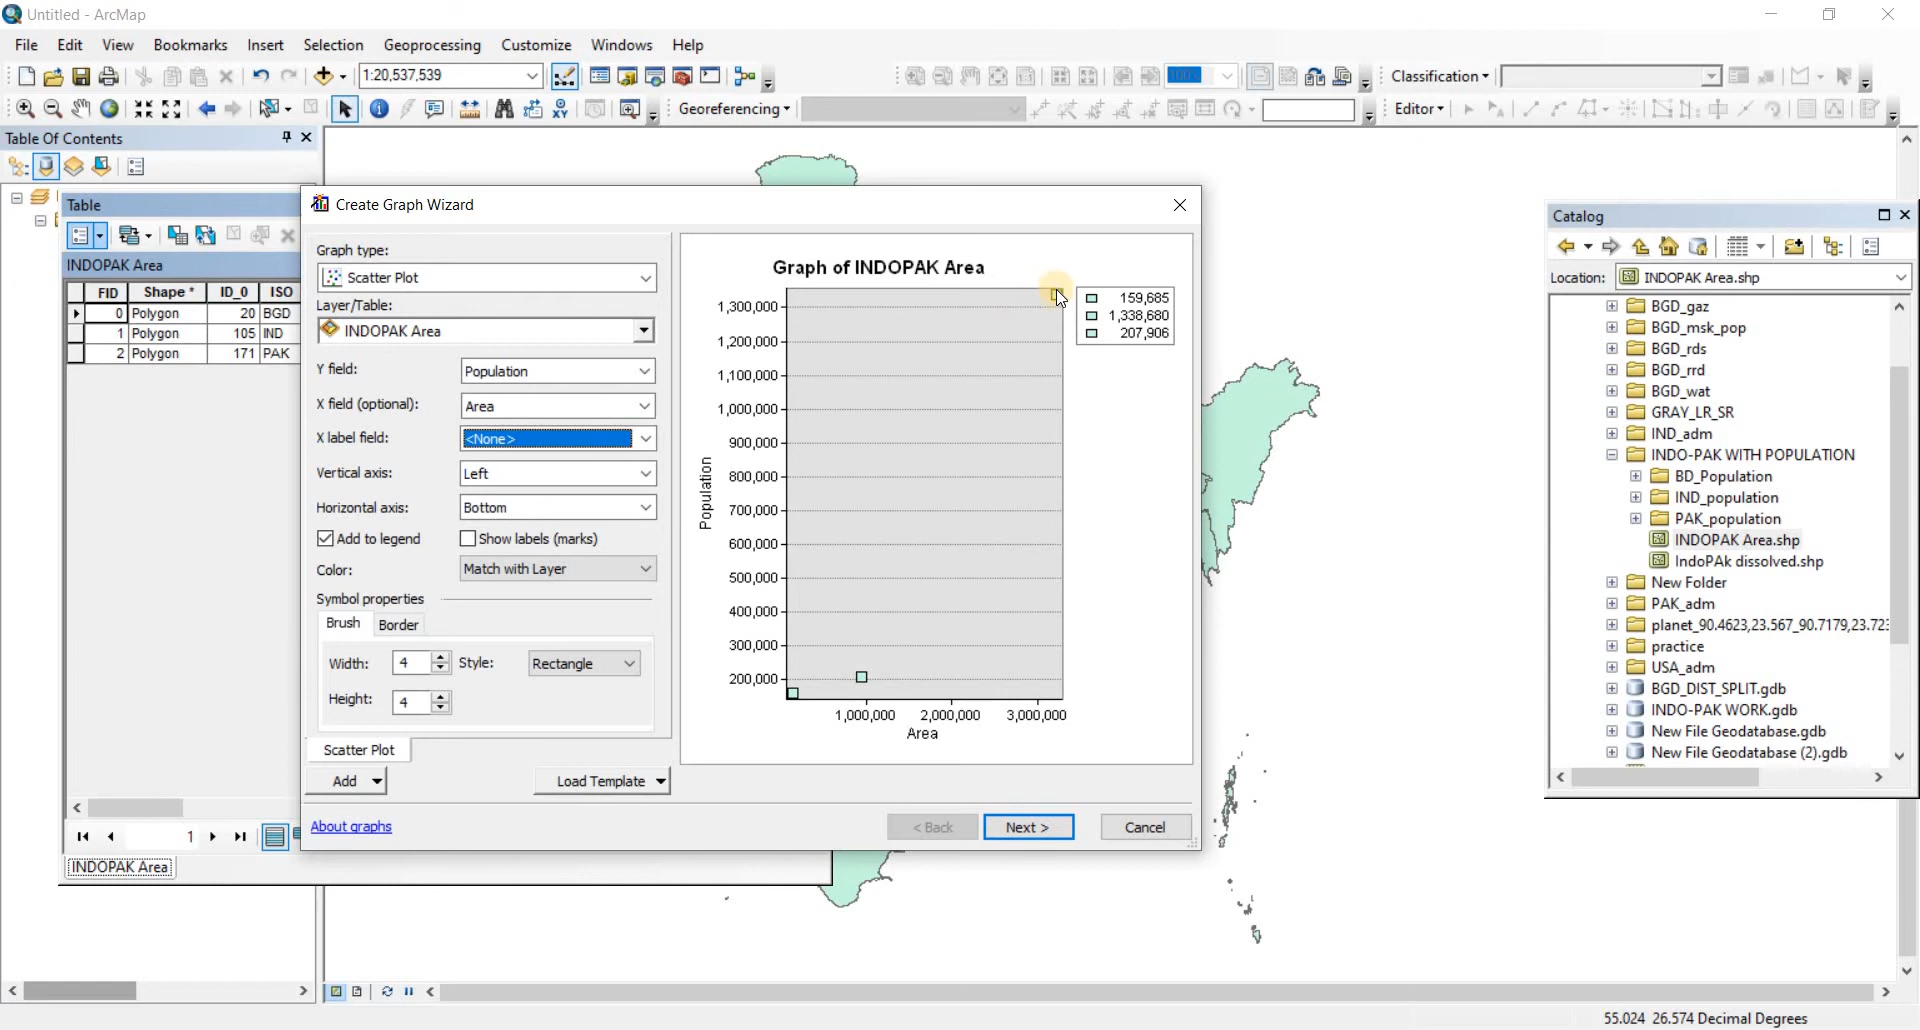 Untitled - ArcMap
File Edit View Bookmarks Insert Selection Geoprocessing Customize Windows Help
1:20,537,539
100%
Classification
Georeferencing
Editor
Table Of Contents
Table
INDOPAK Area
FID Shape * ID_0 ISO
0 Polygon 20 BGD
1 Polygon 105 IND
2 Polygon 171 PAK
1
INDOPAK Area
Create Graph Wizard
Graph type:
Scatter Plot
Layer/Table:
INDOPAK Area
Y field: Population
X field (optional): Area
X label field: <None>
Vertical axis: Left
Horizontal axis: Bottom
Add to legend Show labels (marks)
Color: Match with Layer
Symbol properties
Brush Border
Width: 4 Style: Rectangle
Height: 4
Scatter Plot
Add Load Template
About graphs
< Back Next > Cancel
Graph of INDOPAK Area
159,685
1,338,680
207,906
1,300,000
1,200,000
1,100,000
1,000,000
900,000
800,000
700,000
600,000
500,000
400,000
300,000
200,000
Population
1,000,000 2,000,000 3,000,000
Area
Catalog
Location: INDOPAK Area.shp
BGD_gaz
BGD_msk_pop
BGD_rds
BGD_rrd
BGD_wat
GRAY_LR_SR
IND_adm
INDO-PAK WITH POPULATION
BD_Population
IND_population
PAK_population
INDOPAK Area.shp
IndoPAk dissolved.shp
New Folder
PAK_adm
planet_90.4623,23.567_90.7179,23.723
practice
USA_adm
BGD_DIST_SPLIT.gdb
INDO-PAK WORK.gdb
New File Geodatabase.gdb
New File Geodatabase (2).gdb
55.024 26.574 Decimal Degrees